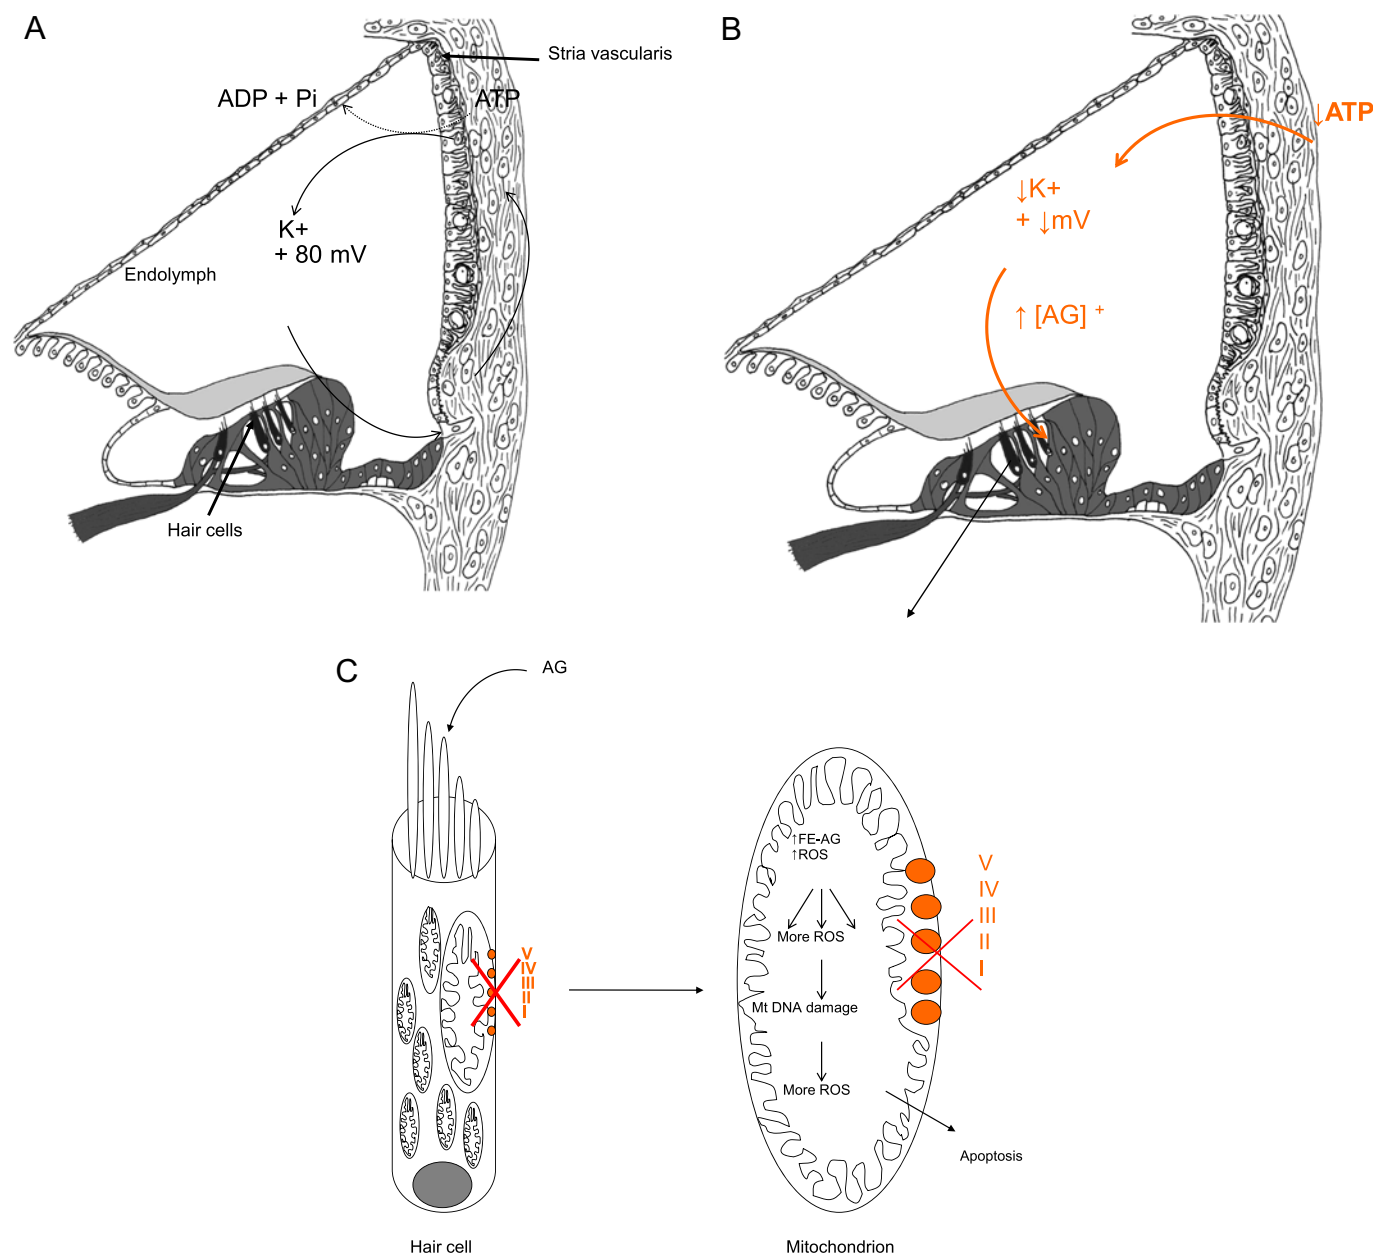 A
Stria vascularis
ADP + Pi
ATP
K+
+ 80 mV
Endolymph
Hair cells
B
↓ATP
↓K+
+ ↓mV
↑ [AG] +
C
AG
V
IV
III
II
I
Hair cell
↑FE-AG
↑ROS
More ROS
Mt DNA damage
More ROS
V
IV
III
II
I
Apoptosis
Mitochondrion